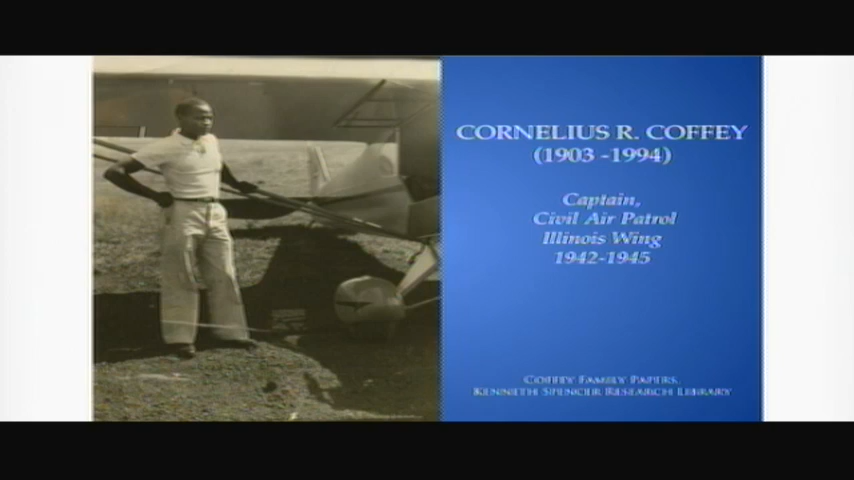 CORNELIUS R. COFFEY
(1903 -1994)
Captain,
Civil Air Patrol
Illinois Wing
1942-1945
COFFEY FAMILY PAPERS,
KENNETH SPENCER RESEARCH LIBRARY